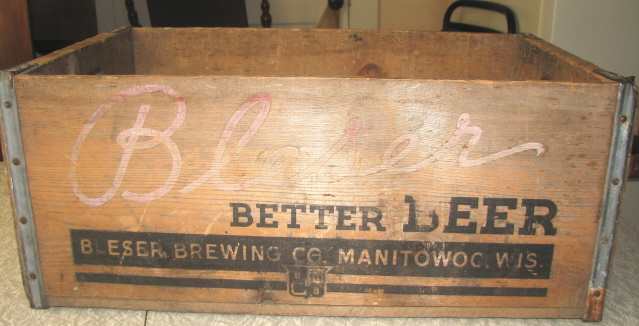 Bleser
BETTER BEER
BLESER BREWING CO. MANITOWOC, WIS.